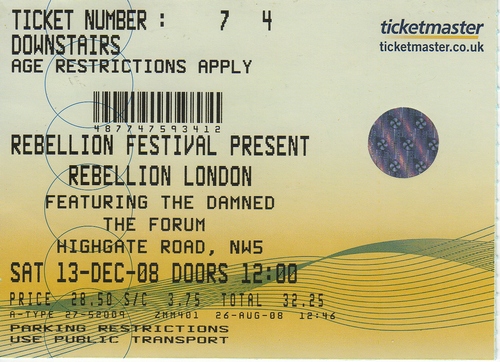 TICKET NUMBER : 7 4
DOWNSTAIRS
AGE RESTRICTIONS APPLY
ticketmaster
ticketmaster.co.uk
487747593412
REBELLION FESTIVAL PRESENT
REBELLION LONDON
FEATURING THE DAMNED
THE FORUM
HIGHGATE ROAD, NW5
SAT 13-DEC-08 DOORS 12:00
PRICE 28.50 S/C 3.75 TOTAL 32.25
A-TYPE 27-52009 ZMM401 26-AUG-08 12:46
PARKING RESTRICTIONS
USE PUBLIC TRANSPORT